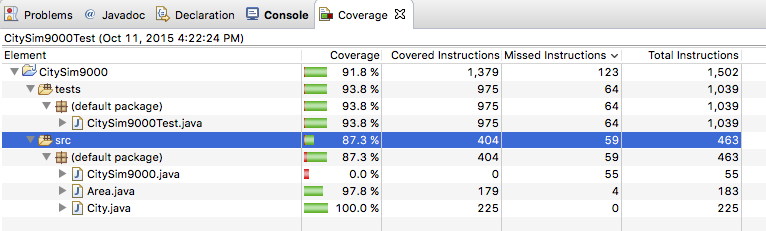 Problems @ Javadoc Declaration Console Coverage
CitySim9000Test (Oct 11, 2015 4:22:24 PM)
Element Coverage Covered Instructions Missed Instructions Total Instructions
CitySim9000 91.8 % 1,379 123 1,502
tests 93.8 % 975 64 1,039
(default package) 93.8 % 975 64 1,039
CitySim9000Test.java 93.8 % 975 64 1,039
src 87.3 % 404 59 463
(default package) 87.3 % 404 59 463
CitySim9000.java 0.0 % 0 55 55
Area.java 97.8 % 179 4 183
City.java 100.0 % 225 0 225